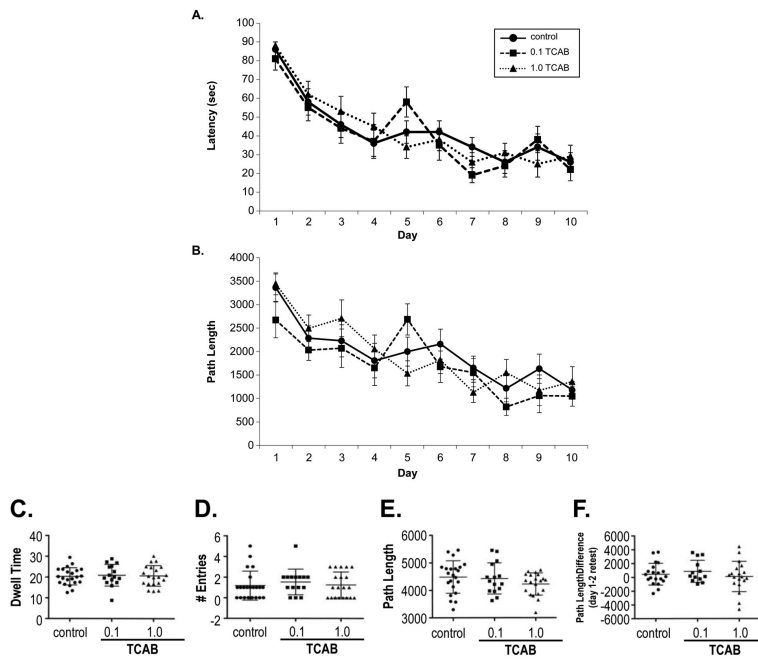 A.
100
90
80
70
60
50
40
30
20
10
0
Latency (sec)
control
0.1 TCAB
1.0 TCAB
1 2 3 4 5 6 7 8 9 10
Day
B.
4000
3500
3000
2500
2000
1500
1000
500
0
Path Length
1 2 3 4 5 6 7 8 9 10
Day
C.
40
30
20
10
0
Dwell Time
control 0.1 1.0
TCAB
D.
6
4
2
0
-2
# Entries
control 0.1 1.0
TCAB
E.
6000
5000
4000
3000
Path Length
control 0.1 1.0
TCAB
F.
6000
4000
2000
0
-2000
-4000
-6000
Path LengthDifference
(day 1-2 retest)
control 0.1 1.0
TCAB